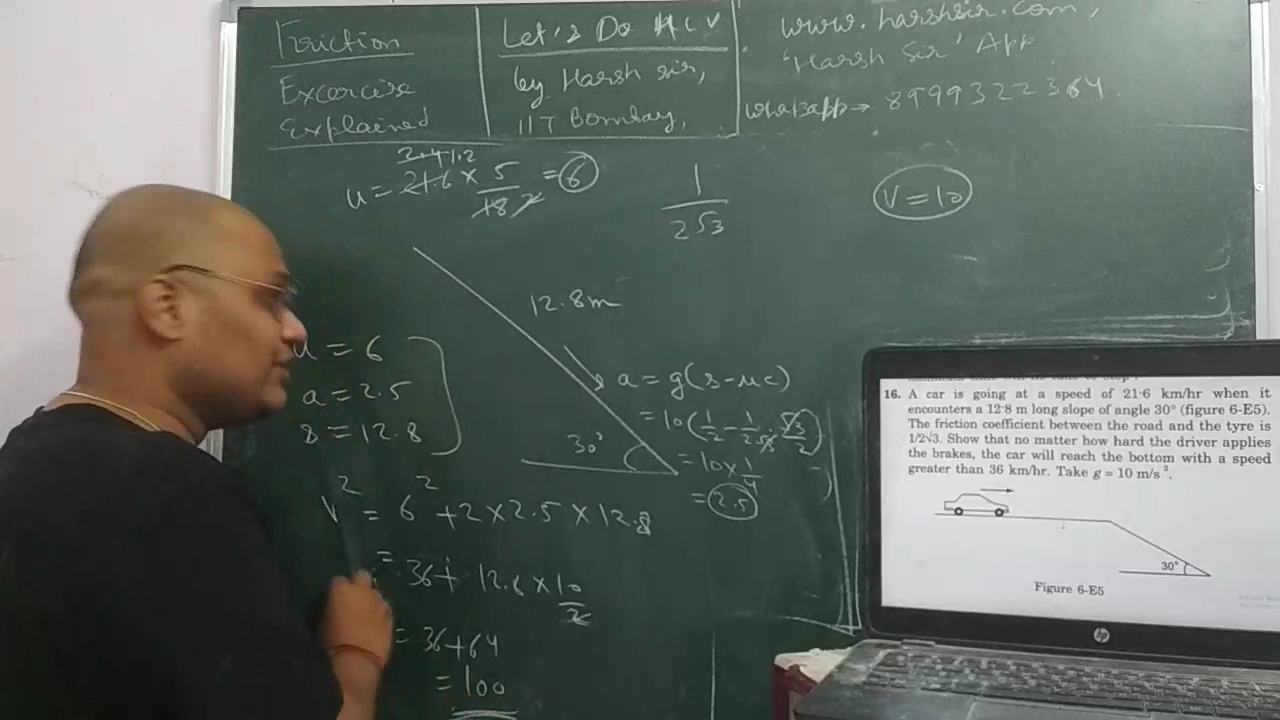 Friction
Excercise
Explained
Let's Do HCV
by Harsh sir,
IIT Bombay,
www.harshsir.com,
'Harsh Sir' App
Whatsapp → 8999322364
1.2
u = 21.6 × 5/18 = 6
1/2√3
V = 10
12.8m
u = 6
a = 2.5
s = 12.8
30°
a = g(s - μc)
= 10(1/2 - 1/2√3 · √3/2)
= 10 × 1/4
= 2.5
V² = 6² + 2 × 2.5 × 12.8
= 36 + 12.8 × 10/2
= 36 + 64
= 100
16. A car is going at a speed of 21·6 km/hr when it
encounters a 12·8 m long slope of angle 30° (figure 6-E5).
The friction coefficient between the road and the tyre is
1/2√3. Show that no matter how hard the driver applies
the brakes, the car will reach the bottom with a speed
greater than 36 km/hr. Take g = 10 m/s².
30°
Figure 6-E5
hp